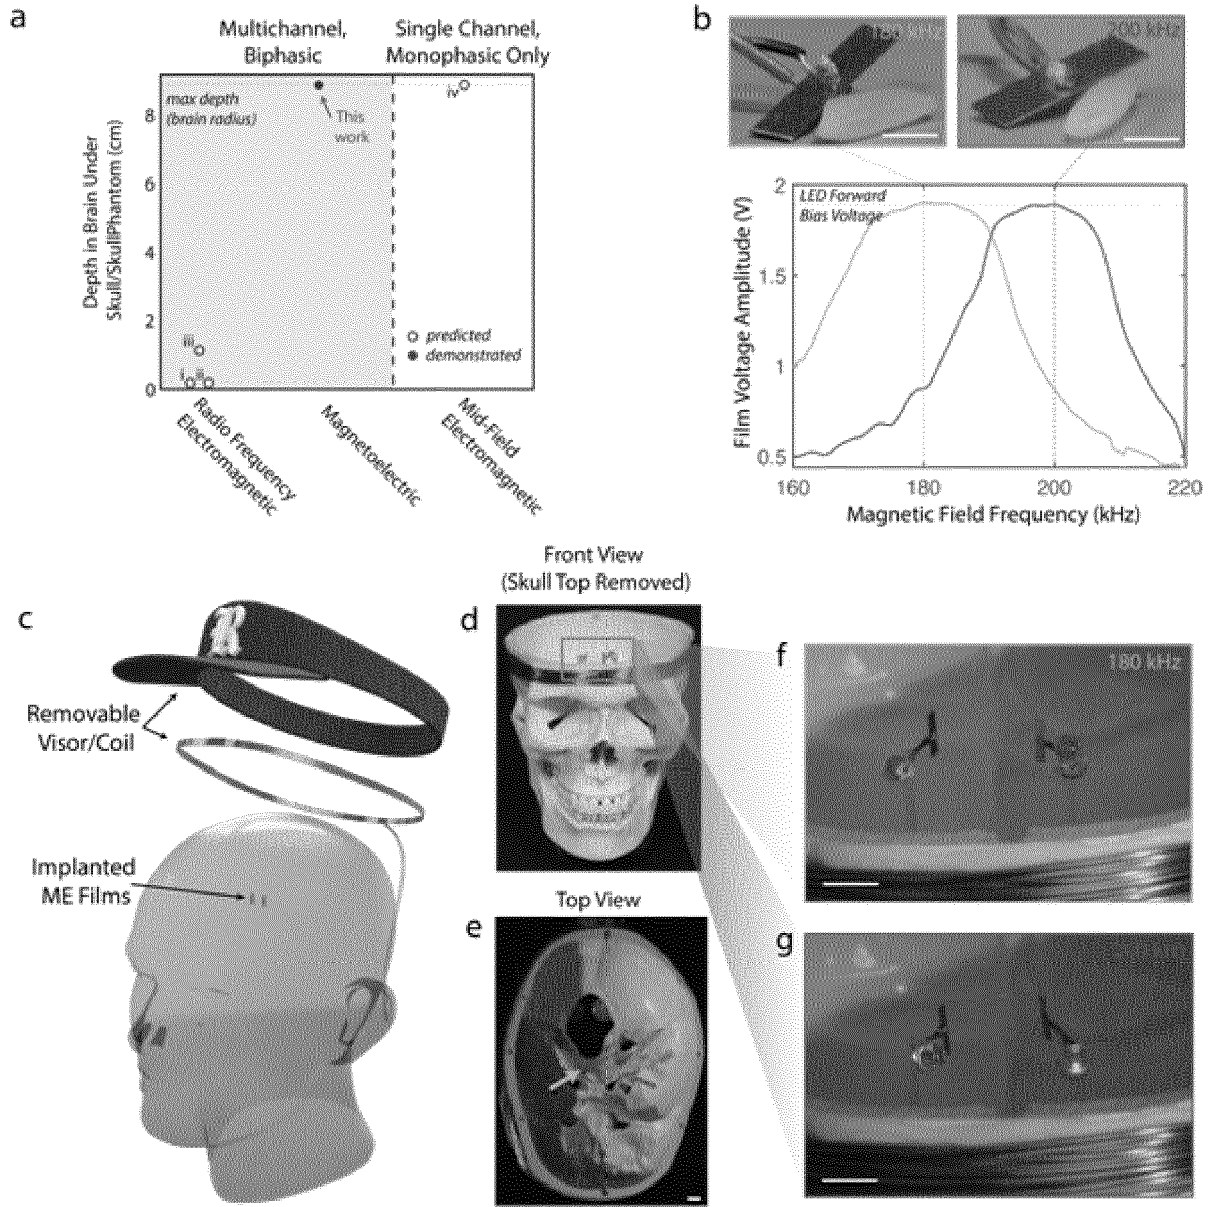 a
Multichannel,
Biphasic
Single Channel,
Monophasic Only
max depth
(brain radius)
This
work
iv
iii
i
ii
predicted
demonstrated
Depth in Brain Under
Skull/SkullPhantom (cm)
8
6
4
2
0
Radio Frequency
Electromagnetic
Magnetoelectric
Mid-Field
Electromagnetic
b
180 kHz
200 kHz
LED Forward
Bias Voltage
Film Voltage Amplitude (V)
2
1.5
1
0.5
160
180
200
220
Magnetic Field Frequency (kHz)
c
R
Removable
Visor/Coil
Implanted
ME Films
Front View
(Skull Top Removed)
d
Top View
e
f
180 kHz
g